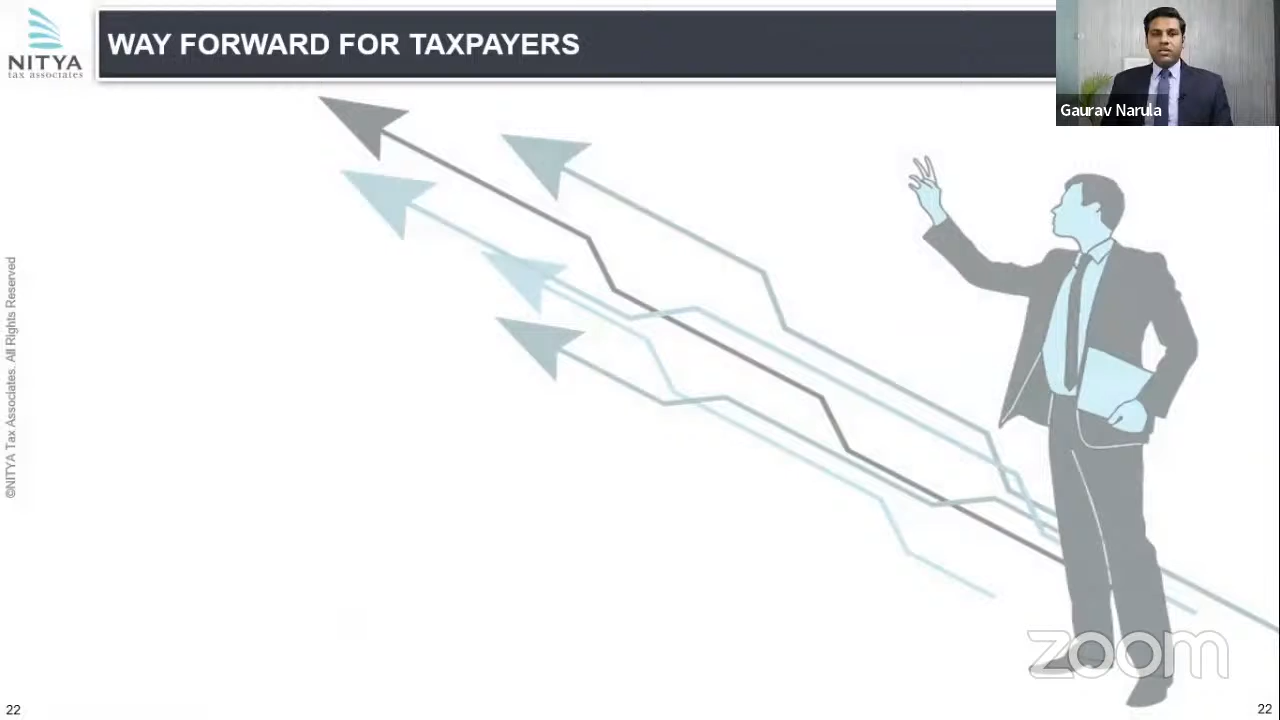 NITYA
tax associates
WAY FORWARD FOR TAXPAYERS
Gaurav Narula
©NITYA Tax Associates. All Rights Reserved
zoom
22
22